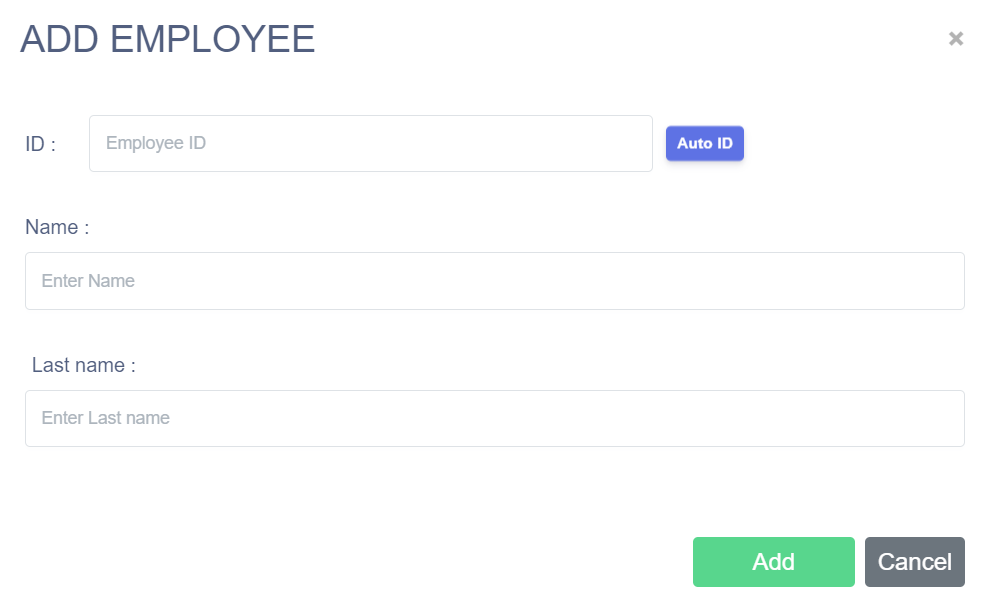 ADD EMPLOYEE ×
ID : Employee ID Auto ID
Name :
Enter Name
Last name :
Enter Last name
Add Cancel